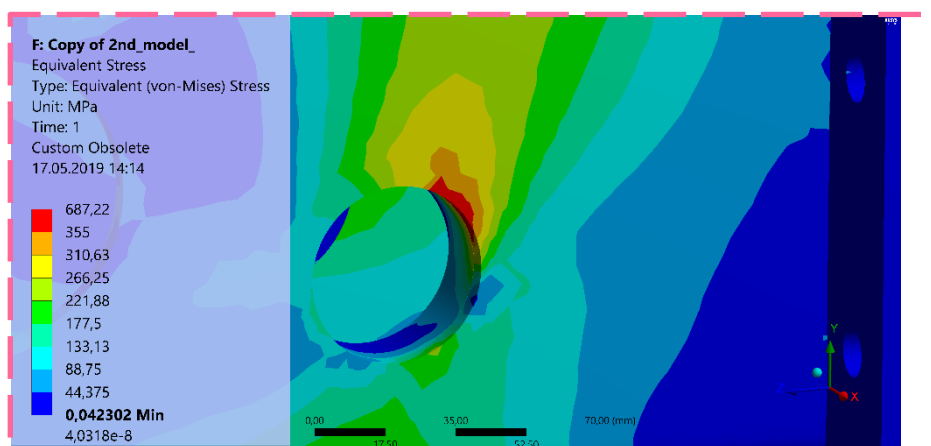 F: Copy of 2nd_model_
Equivalent Stress
Type: Equivalent (von-Mises) Stress
Unit: MPa
Time: 1
Custom Obsolete
17.05.2019 14:14
687,22
355
310,63
266,25
221,88
177,5
133,13
88,75
44,375
0,042302 Min
4,0318e-8
0,00 35,00 70,00 (mm)
17,50 52,50
Y
X